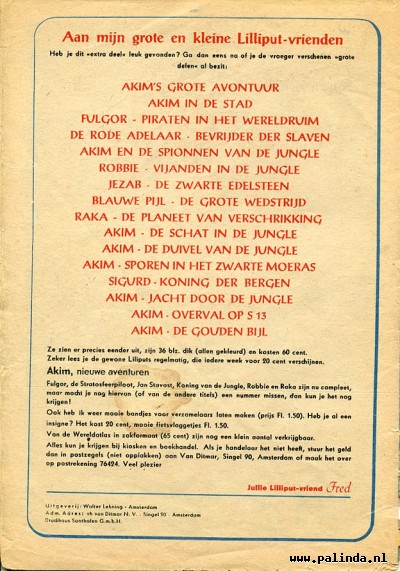 Aan mijn grote en kleine Lilliput-vrienden
Heb je dit »extra deel« leuk gevonden? Ga dan eens na of je de vroeger verschenen »grote
delen« al bezit:
AKIM'S GROTE AVONTUUR
AKIM IN DE STAD
FULGOR - PIRATEN IN HET WERELDRUIM
DE RODE ADELAAR - BEVRIJDER DER SLAVEN
AKIM EN DE SPIONNEN VAN DE JUNGLE
ROBBIE - VIJANDEN IN DE JUNGLE
JEZAB - DE ZWARTE EDELSTEEN
BLAUWE PIJL - DE GROTE WEDSTRIJD
RAKA - DE PLANEET VAN VERSCHRIKKING
AKIM - DE SCHAT IN DE JUNGLE
AKIM - DE DUIVEL VAN DE JUNGLE
AKIM - SPOREN IN HET ZWARTE MOERAS
SIGURD - KONING DER BERGEN
AKIM - JACHT DOOR DE JUNGLE
AKIM - OVERVAL OP S 13
AKIM - DE GOUDEN BIJL
Ze zien er precies eender uit, zijn 36 blz. dik (allen gekleurd) en kosten 60 cent.
Zeker lees je de gewone Lilliputs regelmatig, die iedere week voor 20 cent verschijnen.
Akim, nieuwe aventuren
Fulgor, de Stratosfeerpiloot, Jan Stavast, Koning van de Jungle, Robbie en Raka zijn nu compleet,
maar mocht je nog hiervan (of van de andere titels) een nummer missen, dan kun je het nog
krijgen!
Ook heb ik weer mooie bandjes voor verzamelaars laten maken (prijs Fl. 1.50). Heb je al een
insigne? Het kost 20 cent, mooie fietsvlaggetjes Fl. 1.50.
Van de Wereldatlas in zakformaat (65 cent) zijn nog een klein aantal verkrijgbaar.
Alles kun je krijgen bij kiosken en boekhandel. Als je handelaar het niet heeft, stuur het geld
dan in postzegels (niet opplakken) aan Van Ditmar, Singel 90, Amsterdam of maak het over
op postrekening 76424. Veel plezier
Jullie Lilliput-vriend Fred
Uitgeverij: Walter Lehning - Amsterdam
Adm. Adres: vh van Ditmar N. V. - Singel 90 - Amsterdam
Druckhaus Sonthofen G.m.b.H.
www.palinda.nl